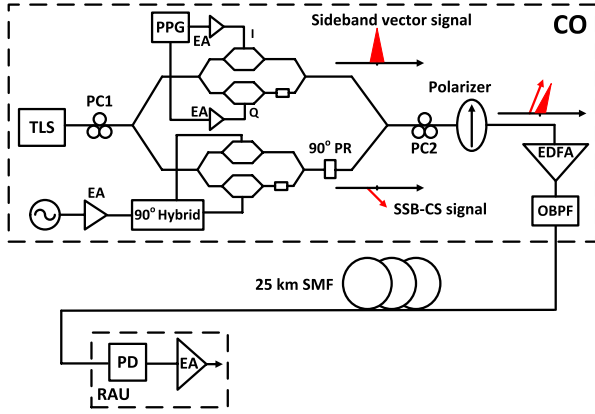 Sideband vector signal
CO
PPG
EA
I
PC1
EA
Q
Polarizer
TLS
90° PR
PC2
EDFA
EA
90° Hybrid
SSB-CS signal
OBPF
25 km SMF
PD
EA
RAU